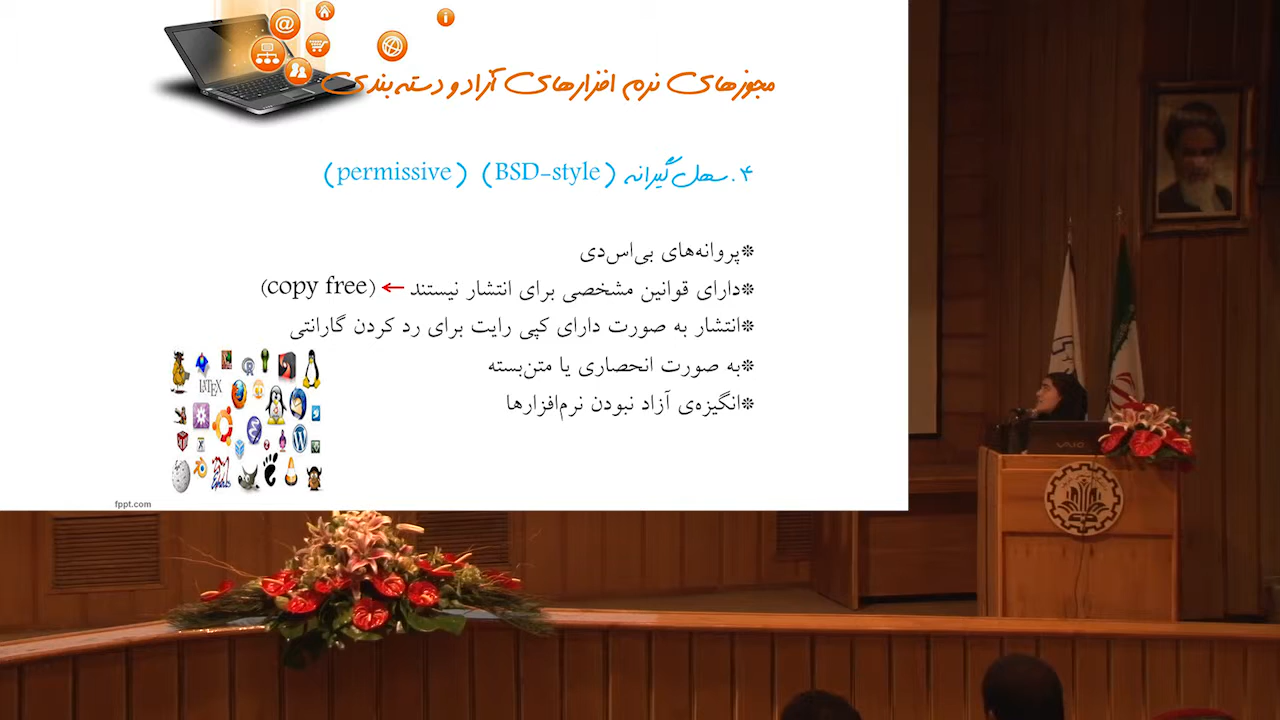 مجوزهای نرم افزارهای آزاد و دسته‌بندی
۴. سهل‌گیرانه (BSD-style) (permissive)
*پروانه‌های بی‌اس‌دی
*دارای قوانین مشخصی برای انتشار نیستند ← (copy free)
*انتشار به صورت دارای کپی رایت برای رد کردن گارانتی
*به صورت انحصاری یا متن‌بسته
*انگیزه‌ی آزاد نبودن نرم‌افزارها
LATEX
fppt.com
VAIO